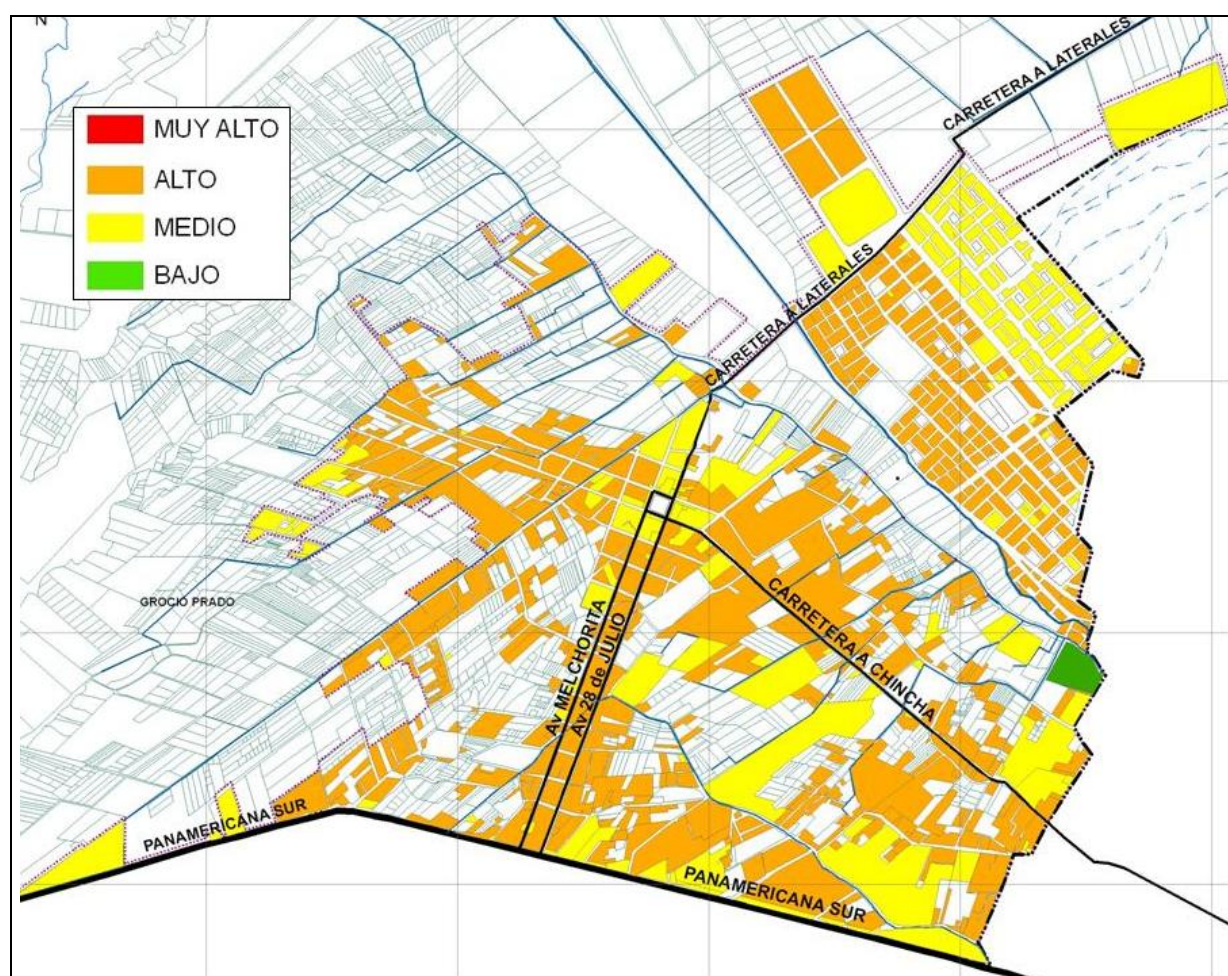 N
CARRETERA A LATERALES
MUY ALTO
ALTO
MEDIO
BAJO
CARRETERA A LATERALES
CARRETERA A LATERALES
GROCIO PRADO
CARRETERA A CHINCHA
Av MELCHORITA
Av 28 de JULIO
PANAMERICANA SUR
PANAMERICANA SUR